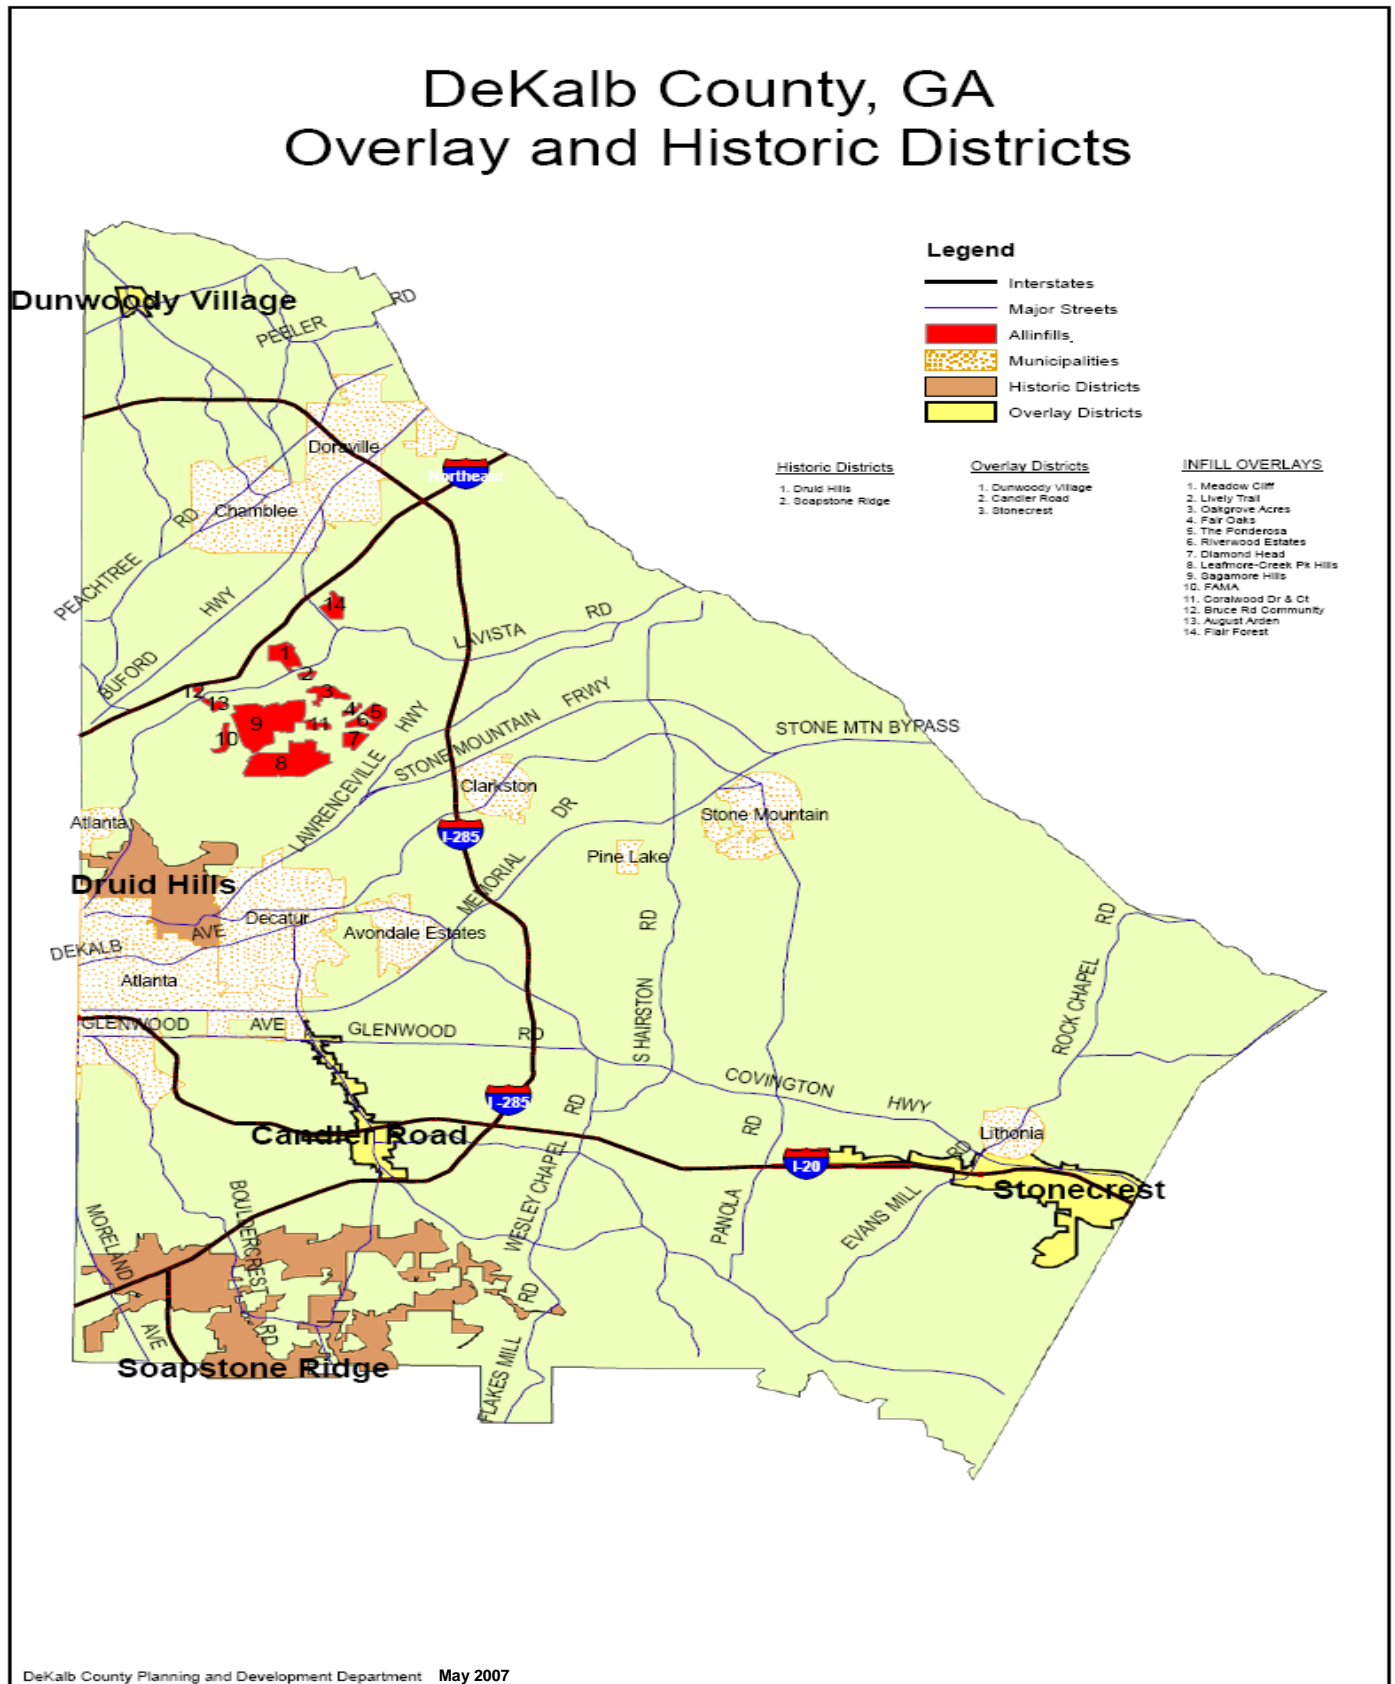 DeKalb County, GA
Overlay and Historic Districts
Legend
Interstates
Major Streets
Allinfills
Municipalities
Historic Districts
Overlay Districts
Historic Districts
1. Druid Hills
2. Soapstone Ridge
Overlay Districts
1. Dunwoody Village
2. Candler Road
3. Stonecrest
INFILL OVERLAYS
1. Meadow Cliff
2. Lively Trail
3. Oakgrove Acres
4. Fair Oaks
5. The Ponderosa
6. Riverwood Estates
7. Diamond Head
8. Leafmore-Creek Pk Hills
9. Sagamore Hills
10. FAMA
11. Coralwood Dr & Ct
12. Bruce Rd Community
13. August Arden
14. Flair Forest
Dunwoody Village
PEELER RD
Doraville
Northeast
Chamblee
PEACHTREE RD
BUFORD HWY
14
LAVISTA RD
1
2
3
12
13
4
5
6
9
11
10
7
8
LAWRENCEVILLE HWY
STONE MOUNTAIN FRWY
STONE MTN BYPASS
Clarkston
Stone Mountain
Atlanta
I-285
MEMORIAL DR
Pine Lake
Druid Hills
Decatur
Avondale Estates
DEKALB AVE
Atlanta
S HAIRSTON RD
ROCK CHAPEL RD
GLENWOOD AVE
GLENWOOD RD
COVINGTON HWY
I-285
Candler Road
Lithonia
I-20
WESLEY CHAPEL RD
PANOLA RD
EVANS MILL RD
Stonecrest
MORELAND AVE
BOULDERCREST RD
Soapstone Ridge
FLAKES MILL RD
DeKalb County Planning and Development Department May 2007